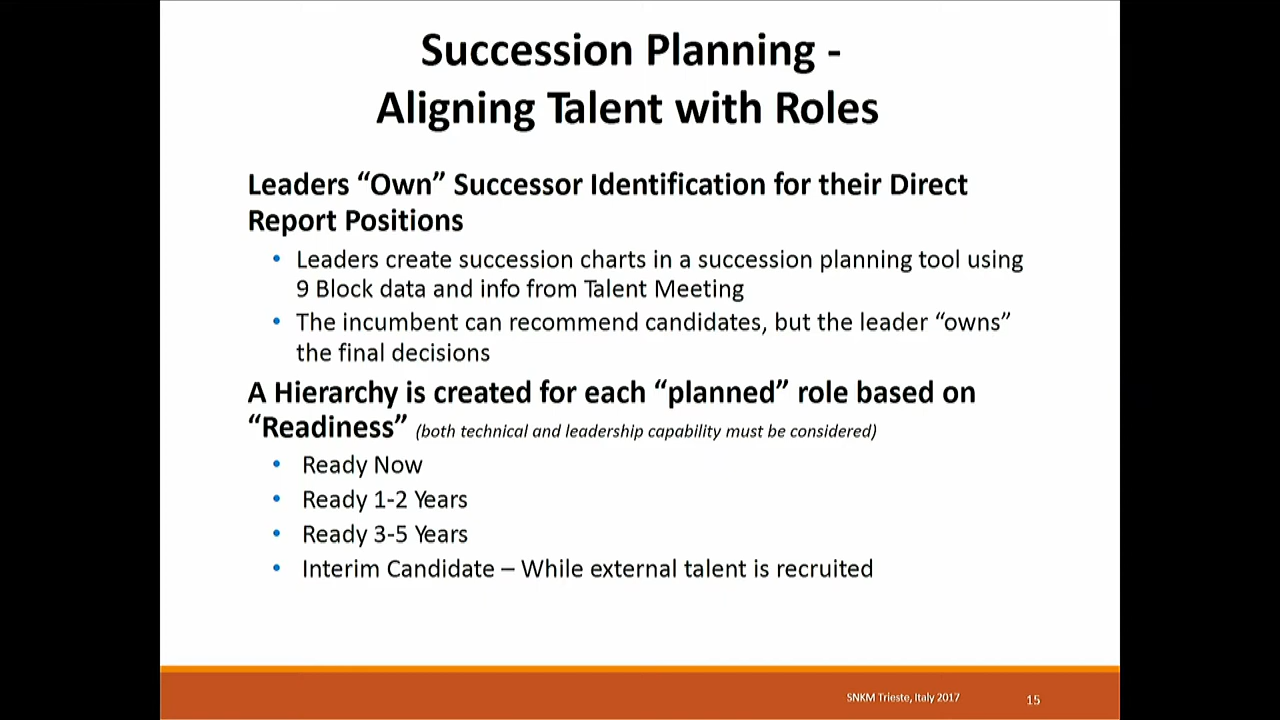 Succession Planning -
Aligning Talent with Roles
Leaders “Own” Successor Identification for their Direct
Report Positions
• Leaders create succession charts in a succession planning tool using
9 Block data and info from Talent Meeting
• The incumbent can recommend candidates, but the leader “owns”
the final decisions
A Hierarchy is created for each “planned” role based on
“Readiness” (both technical and leadership capability must be considered)
• Ready Now
• Ready 1-2 Years
• Ready 3-5 Years
• Interim Candidate – While external talent is recruited
SNKM Trieste, Italy 2017 15